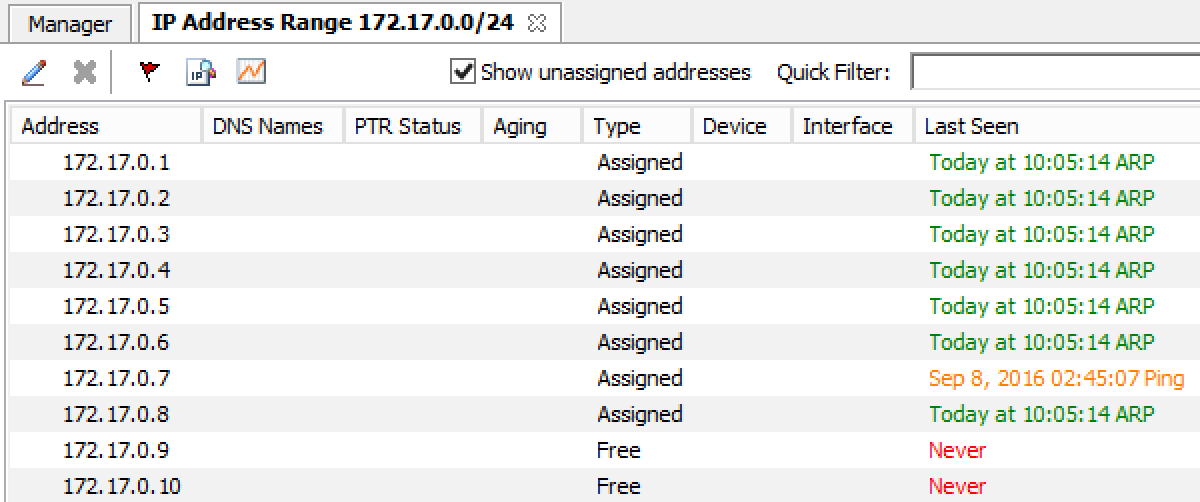 Manager IP Address Range 172.17.0.0/24
IP Show unassigned addresses Quick Filter:
Address DNS Names PTR Status Aging Type Device Interface Last Seen
172.17.0.1 Assigned Today at 10:05:14 ARP
172.17.0.2 Assigned Today at 10:05:14 ARP
172.17.0.3 Assigned Today at 10:05:14 ARP
172.17.0.4 Assigned Today at 10:05:14 ARP
172.17.0.5 Assigned Today at 10:05:14 ARP
172.17.0.6 Assigned Today at 10:05:14 ARP
172.17.0.7 Assigned Sep 8, 2016 02:45:07 Ping
172.17.0.8 Assigned Today at 10:05:14 ARP
172.17.0.9 Free Never
172.17.0.10 Free Never